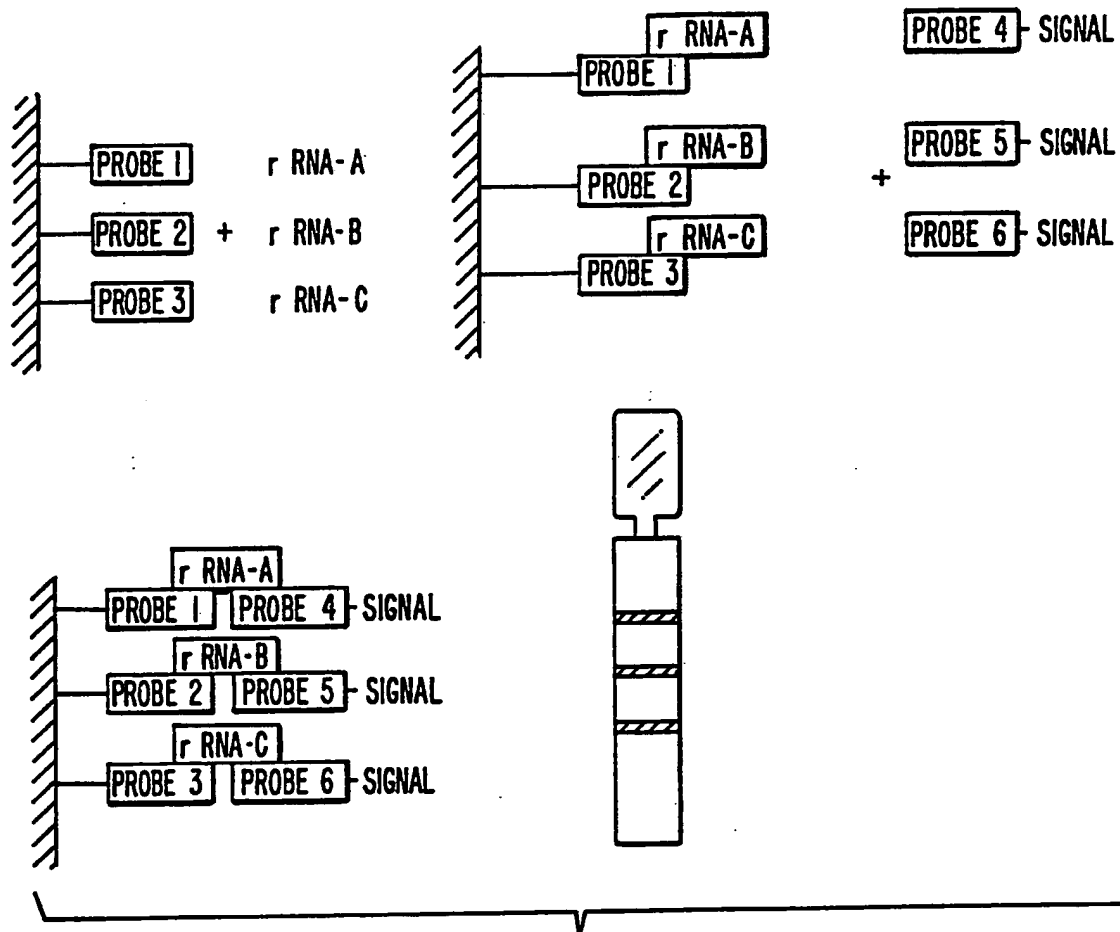 PROBE 1 r RNA-A
PROBE 2 + r RNA-B
PROBE 3 r RNA-C
r RNA-A
PROBE 1
r RNA-B
PROBE 2
r RNA-C
PROBE 3
+
PROBE 4 - SIGNAL
PROBE 5 - SIGNAL
PROBE 6 - SIGNAL
r RNA-A
PROBE 1 PROBE 4 - SIGNAL
r RNA-B
PROBE 2 PROBE 5 - SIGNAL
r RNA-C
PROBE 3 PROBE 6 - SIGNAL